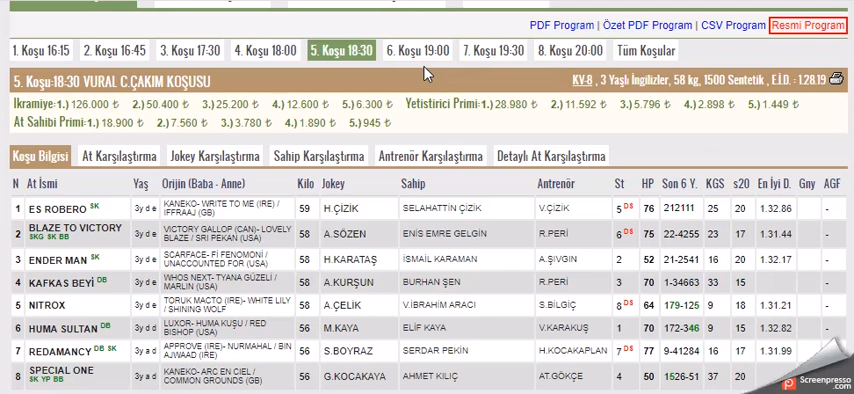 PDF Program | Özet PDF Program | CSV Program Resmi Program
1. Koşu 16:15 2. Koşu 16:45 3. Koşu 17:30 4. Koşu 18:00 5. Koşu 18:30 6. Koşu 19:00 7. Koşu 19:30 8. Koşu 20:00 Tüm Koşular
5. Koşu:18:30 VURAL C.ÇAKIM KOŞUSU KV-8 , 3 Yaşlı İngilizler, 58 kg, 1500 Sentetik , E.İ.D. : 1.28.19
İkramiye: 1.) 126.000 ₺ 2.) 50.400 ₺ 3.) 25.200 ₺ 4.) 12.600 ₺ 5.) 6.300 ₺ Yetistirici Primi: 1.) 28.980 ₺ 2.) 11.592 ₺ 3.) 5.796 ₺ 4.) 2.898 ₺ 5.) 1.449 ₺
At Sahibi Primi: 1.) 18.900 ₺ 2.) 7.560 ₺ 3.) 3.780 ₺ 4.) 1.890 ₺ 5.) 945 ₺
Koşu Bilgisi At Karşılaştırma Jokey Karşılaştırma Sahip Karşılaştırma Antrenör Karşılaştırma Detaylı At Karşılaştırma
N At İsmi Yaş Orijin (Baba - Anne) Kilo Jokey Sahip Antrenör St HP Son 6 Y. KGS s20 En İyi D. Gny AGF
1 ES ROBERO SK 3y d e KANEKO- WRITE TO ME (IRE) / IFFRAAJ (GB) 59 H.ÇİZİK SELAHATTİN ÇİZİK V.ÇİZİK 5 DS 76 212111 25 20 1.32.86 -
2 BLAZE TO VICTORY SKG SK BB 3y d e VICTORY GALLOP (CAN)- LOVELY BLAZE / SRI PEKAN (USA) 58 A.SÖZEN ENİS EMRE GELGİN R.PERİ 6 DS 75 22-4255 23 17 1.31.44 -
3 ENDER MAN SK 3y d e SCARFACE- Fİ FENOMONİ / UNACCOUNTED FOR (USA) 58 H.KARATAŞ İSMAİL KARAMAN A.ŞIVGIN 2 52 21-2541 16 20 1.32.17 -
4 KAFKAS BEYİ DB 3y d e WHOS NEXT- TYANA GÜZELİ / MARLIN (USA) 58 A.KURŞUN BURHAN ŞEN R.PERİ 3 70 1-34663 33 15 -
5 NITROX 3y d e TORUK MACTO (IRE)- WHITE LILY / SHINING WOLF 58 A.ÇELİK V.İBRAHİM ARACI S.BİLGİÇ 8 DS 64 179-125 9 18 1.31.21 -
6 HUMA SULTAN DB 3y d d LUXOR- HUMA KUŞU / RED BISHOP (USA) 56 M.KAYA ELİF KAYA V.KARAKUŞ 1 70 172-346 9 15 1.32.82 -
7 REDAMANCY DB SK 3y a d APPROVE (IRE)- NURMAHAL / BIN AJWAAD (IRE) 56 S.BOYRAZ SERDAR PEKİN H.KOCAKAPLAN 7 DS 77 9-41284 16 17 1.31.99 -
8 SPECIAL ONE SK YP BB 3y a d KANEKO- ARC EN CIEL / COMMON GROUNDS (GB) 56 G.KOCAKAYA AHMET KILIÇ AT.GÖKÇE 4 50 1526-51 37 20 -
Screenpresso
.com